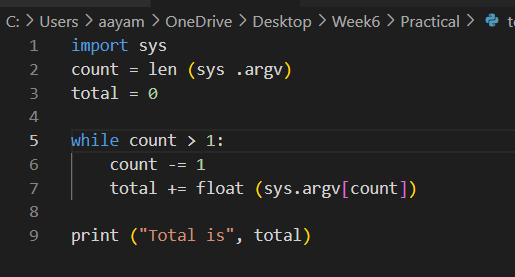 C: > Users > aayam > OneDrive > Desktop > Week6 > Practical >
1 import sys
2 count = len (sys .argv)
3 total = 0
4
5 while count > 1:
6     count -= 1
7     total += float (sys.argv[count])
8
9 print ("Total is", total)